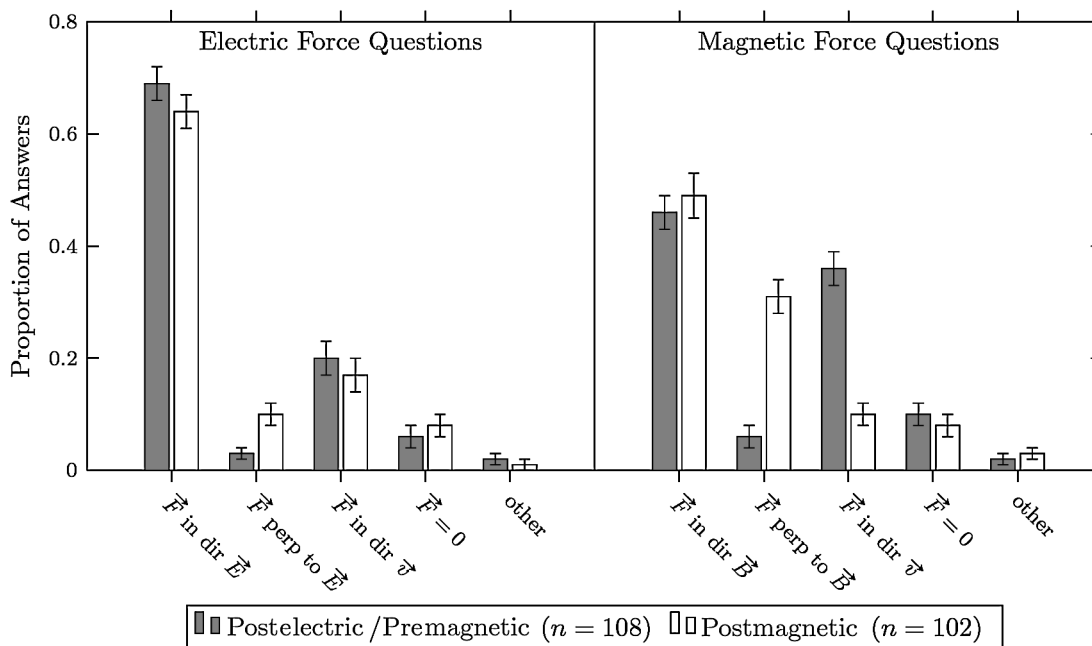 Electric Force Questions
Magnetic Force Questions
Proportion of Answers
0.8
0.6
0.4
0.2
0
F⃗ in dir E⃗
F⃗ perp to E⃗
F⃗ in dir v⃗
F⃗ = 0
other
F⃗ in dir B⃗
F⃗ perp to B⃗
F⃗ in dir v⃗
F⃗ = 0
other
Postelectric /Premagnetic (n = 108) Postmagnetic (n = 102)